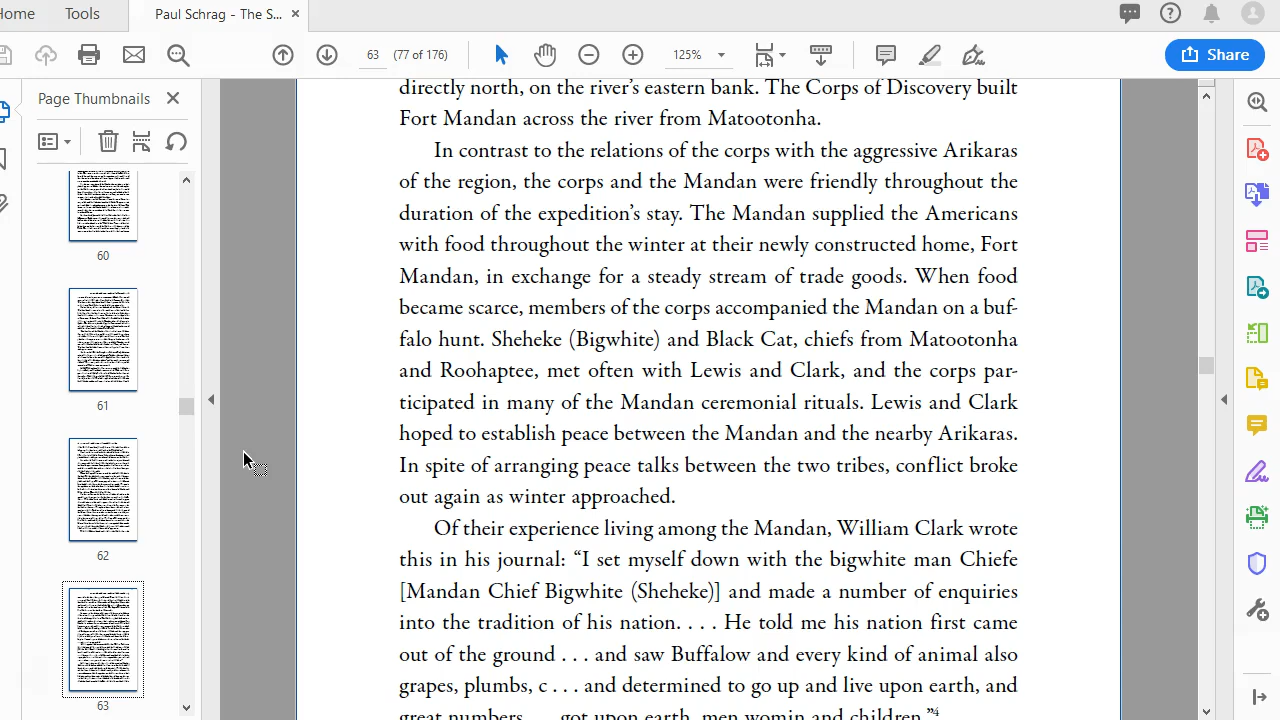 Home
Tools
Paul Schrag - The S...
63
(77 of 176)
125%
Share
Page Thumbnails
60
61
62
63
directly north, on the river’s eastern bank. The Corps of Discovery built
Fort Mandan across the river from Matootonha.
In contrast to the relations of the corps with the aggressive Arikaras
of the region, the corps and the Mandan were friendly throughout the
duration of the expedition’s stay. The Mandan supplied the Americans
with food throughout the winter at their newly constructed home, Fort
Mandan, in exchange for a steady stream of trade goods. When food
became scarce, members of the corps accompanied the Mandan on a buf-
falo hunt. Sheheke (Bigwhite) and Black Cat, chiefs from Matootonha
and Roohaptee, met often with Lewis and Clark, and the corps par-
ticipated in many of the Mandan ceremonial rituals. Lewis and Clark
hoped to establish peace between the Mandan and the nearby Arikaras.
In spite of arranging peace talks between the two tribes, conflict broke
out again as winter approached.
Of their experience living among the Mandan, William Clark wrote
this in his journal: “I set myself down with the bigwhite man Chiefe
[Mandan Chief Bigwhite (Sheheke)] and made a number of enquiries
into the tradition of his nation. . . . He told me his nation first came
out of the ground . . . and saw Buffalow and every kind of animal also
grapes, plumbs, c . . . and determined to go up and live upon earth, and
great numbers . . . got upon earth, men womin and children.”4